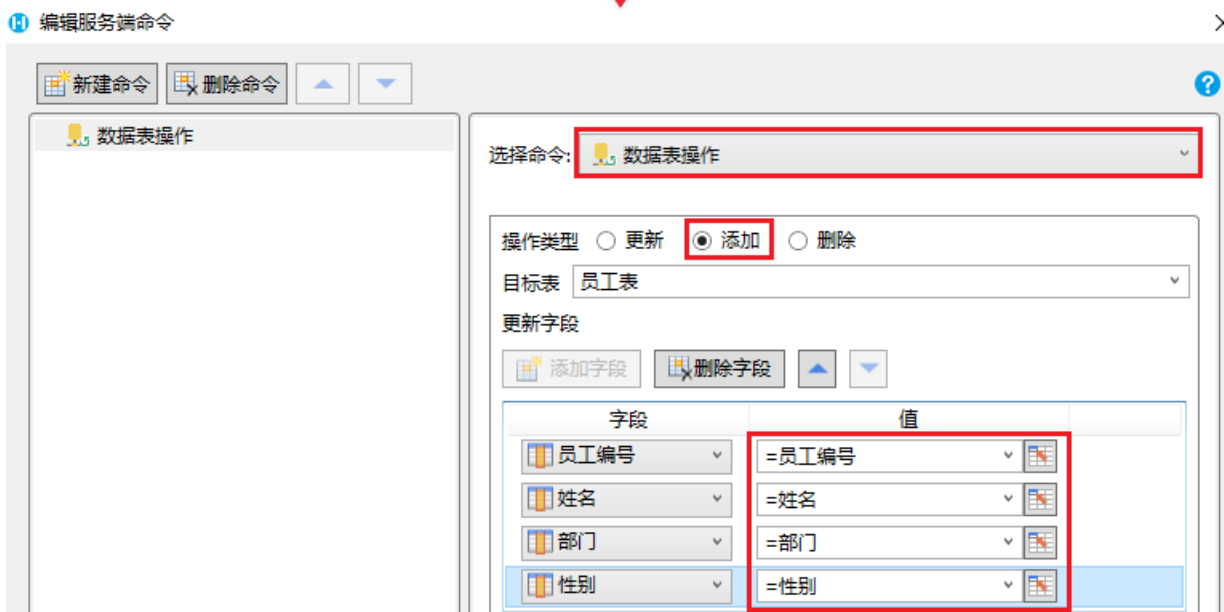 编辑服务端命令
新建命令 删除命令
?
数据表操作
选择命令: 数据表操作
操作类型 更新 添加 删除
目标表 员工表
更新字段
添加字段 删除字段
字段 值
员工编号 =员工编号
姓名 =姓名
部门 =部门
性别 =性别